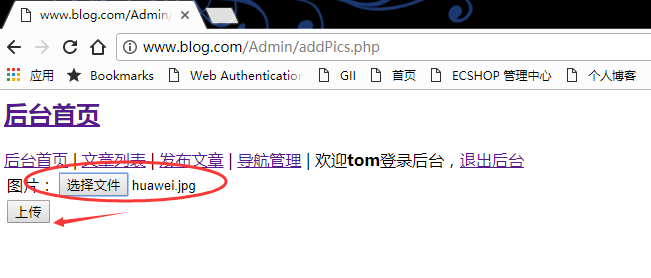 www.blog.com/Admin/ad
www.blog.com/Admin/addPics.php
应用 Bookmarks Web Authentication GII 首页 ECSHOP 管理中心 个人博客
后台首页
后台首页 | 文章列表 | 发布文章 | 导航管理 | 欢迎tom登录后台，退出后台
图片： 选择文件 huawei.jpg
上传